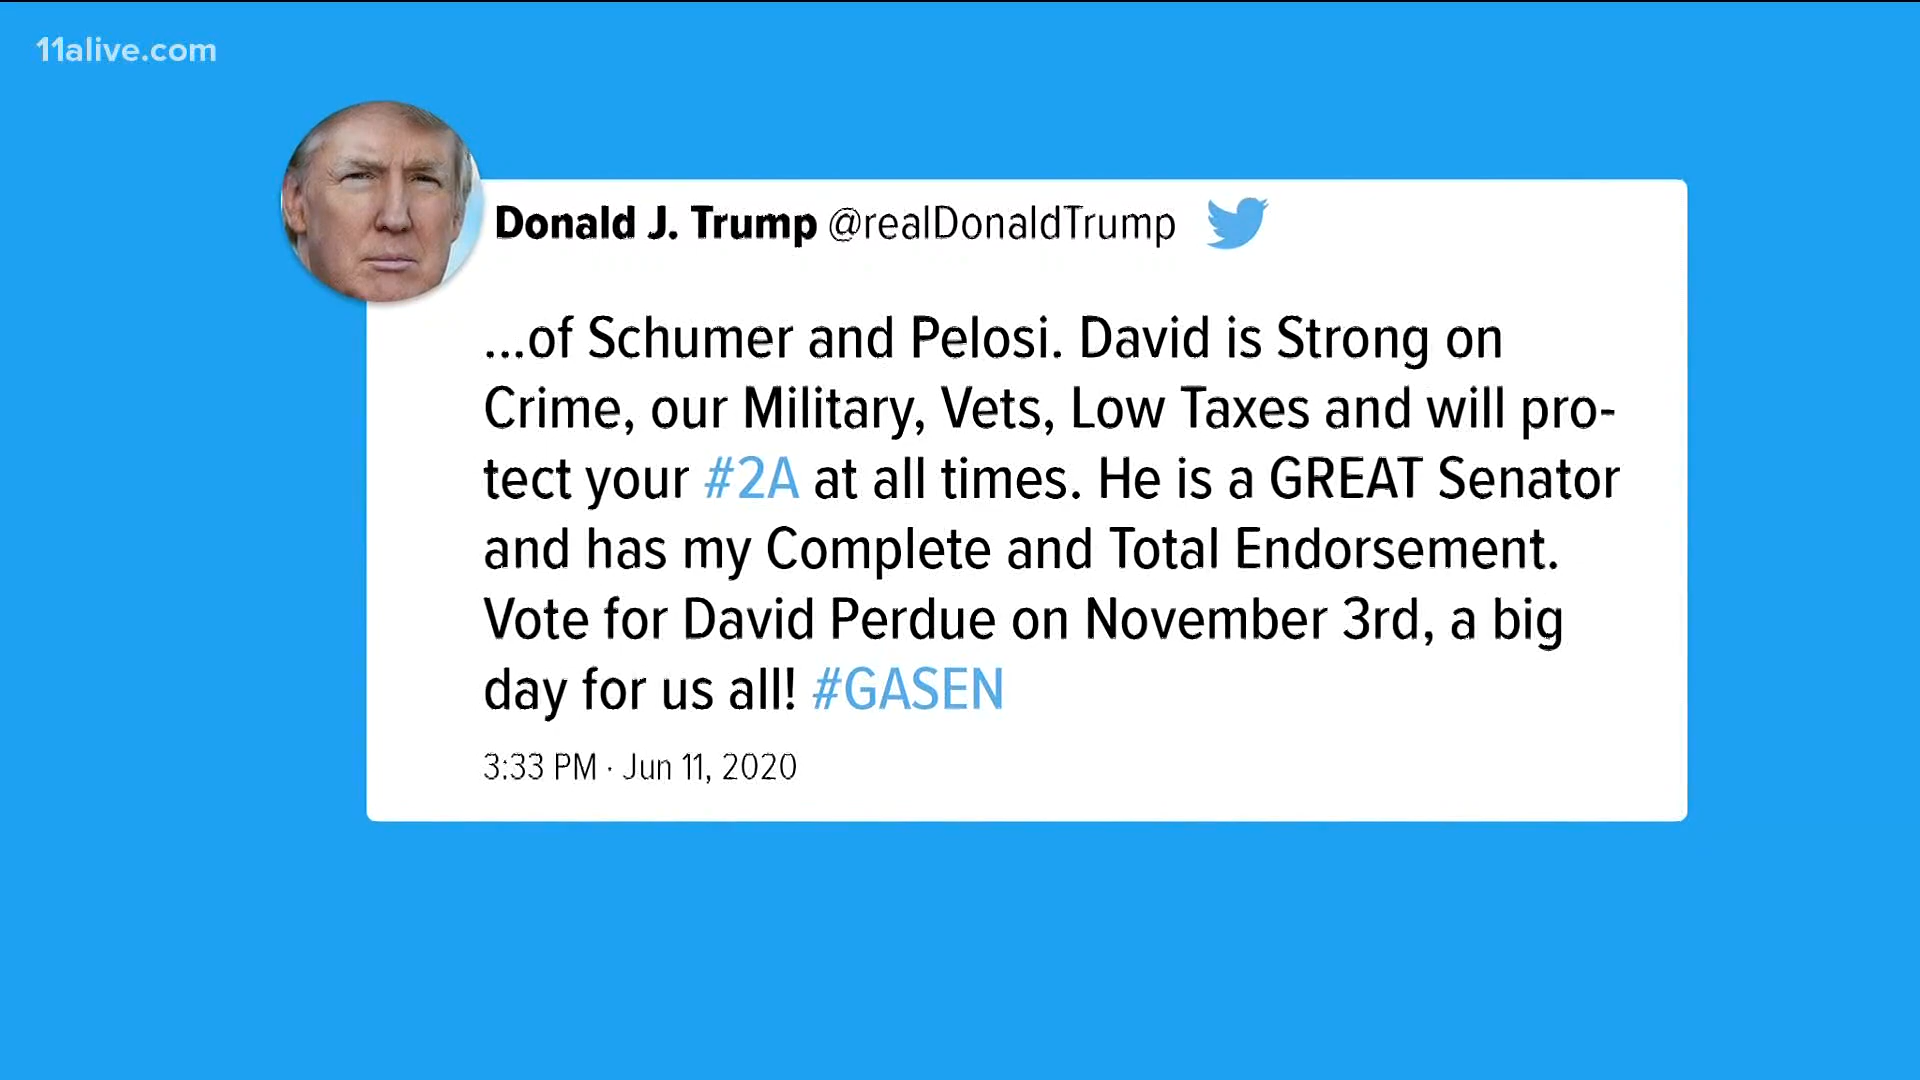 11alive.com
Donald J. Trump @realDonaldTrump
...of Schumer and Pelosi. David is Strong on
Crime, our Military, Vets, Low Taxes and will pro-
tect your #2A at all times. He is a GREAT Senator
and has my Complete and Total Endorsement.
Vote for David Perdue on November 3rd, a big
day for us all! #GASEN
3:33 PM · Jun 11, 2020